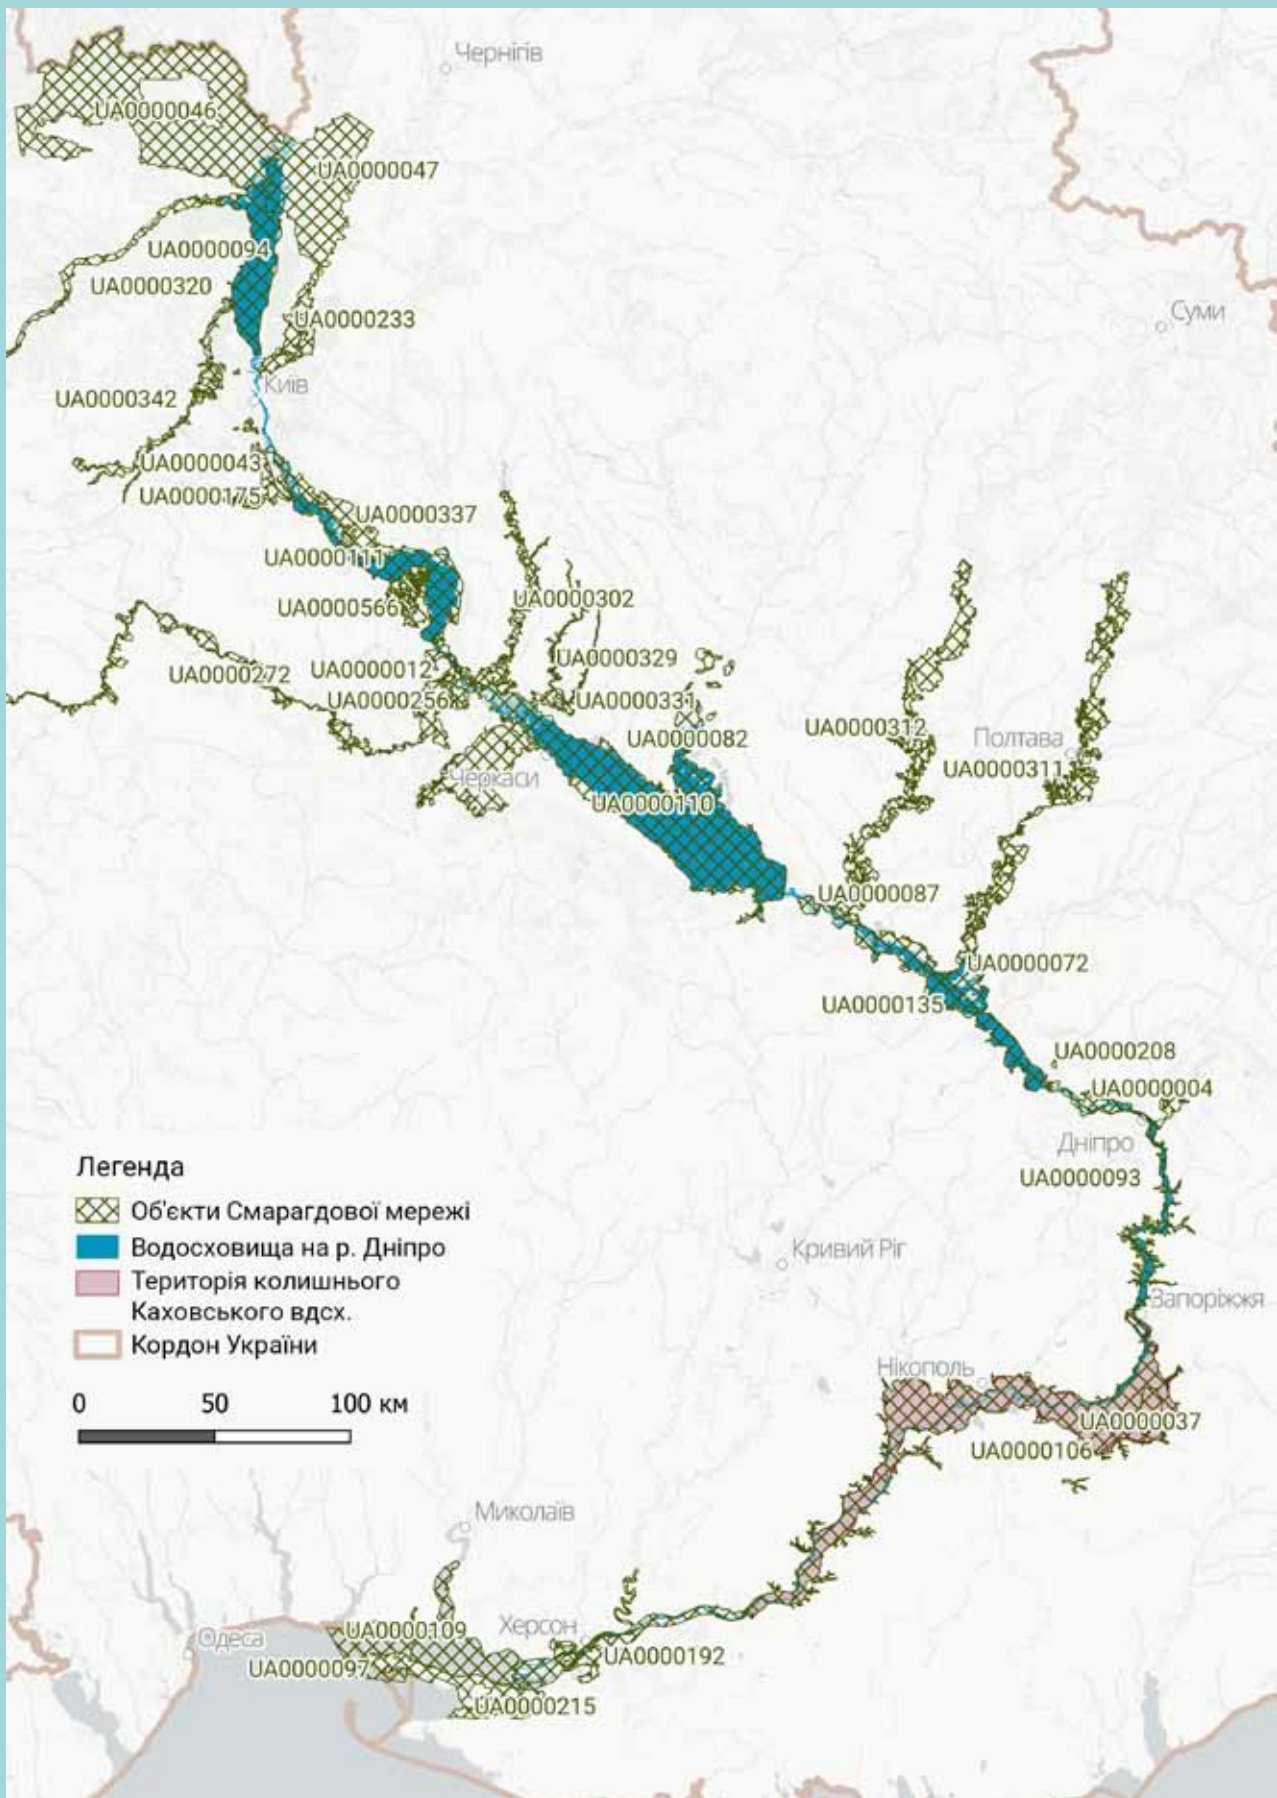 Чернігів
UA0000046
UA0000047
UA0000094
UA0000320
Суми
UA0000233
Київ
UA0000342
UA0000043
UA0000175
UA0000337
UA0000111
UA0000566
UA0000302
UA0000012
UA0000329
UA0000272
UA0000256
UA0000331
UA0000312
UA0000082
Полтава
UA0000311
Черкаси
UA0000110
UA0000087
UA0000072
UA0000135
UA0000208
UA0000004
Дніпро
UA0000093
Кривий Ріг
Запоріжжя
Нікополь
UA0000037
UA0000106
Легенда
Об'єкти Смарагдової мережі
Водосховища на р. Дніпро
Територія колишнього
Каховського вдсх.
Кордон України
0 50 100 км
Миколаїв
Херсон
UA0000109
Одеса
UA0000192
UA0000097
UA0000215